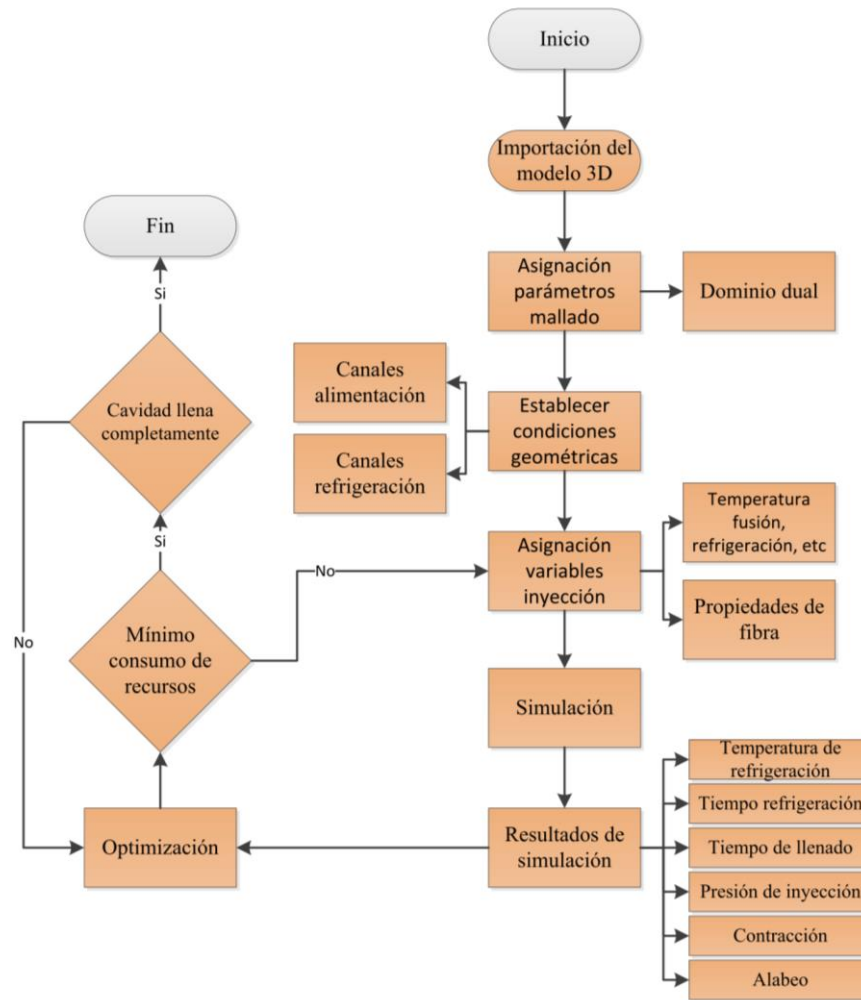 Inicio
Importación del
modelo 3D
Fin
Asignación
parámetros
mallado
Dominio dual
Si
Canales
alimentación
Cavidad llena
completamente
Establecer
condiciones
geométricas
Canales
refrigeración
Temperatura
fusión,
refrigeración, etc
Si
Asignación
variables
inyección
No
Propiedades de
fibra
No
Mínimo
consumo de
recursos
Simulación
Temperatura de
refrigeración
Tiempo refrigeración
Optimización
Resultados de
simulación
Tiempo de llenado
Presión de inyección
Contracción
Alabeo